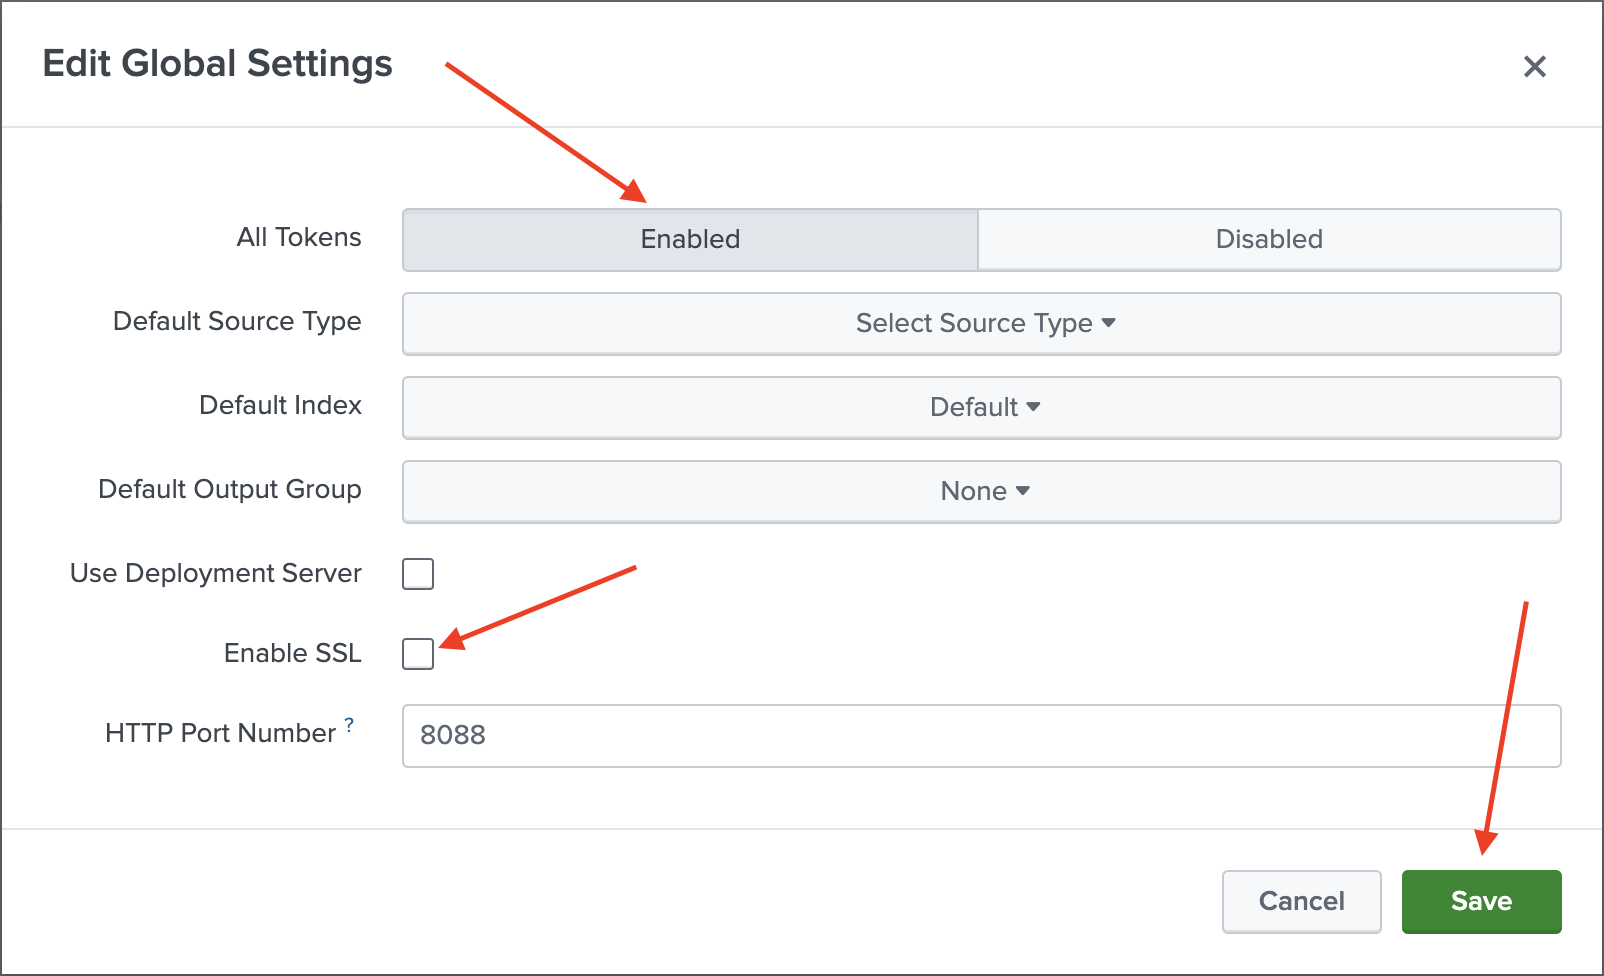 Edit Global Settings
All Tokens Enabled Disabled
Default Source Type Select Source Type
Default Index Default
Default Output Group None
Use Deployment Server
Enable SSL
HTTP Port Number ? 8088
Cancel Save